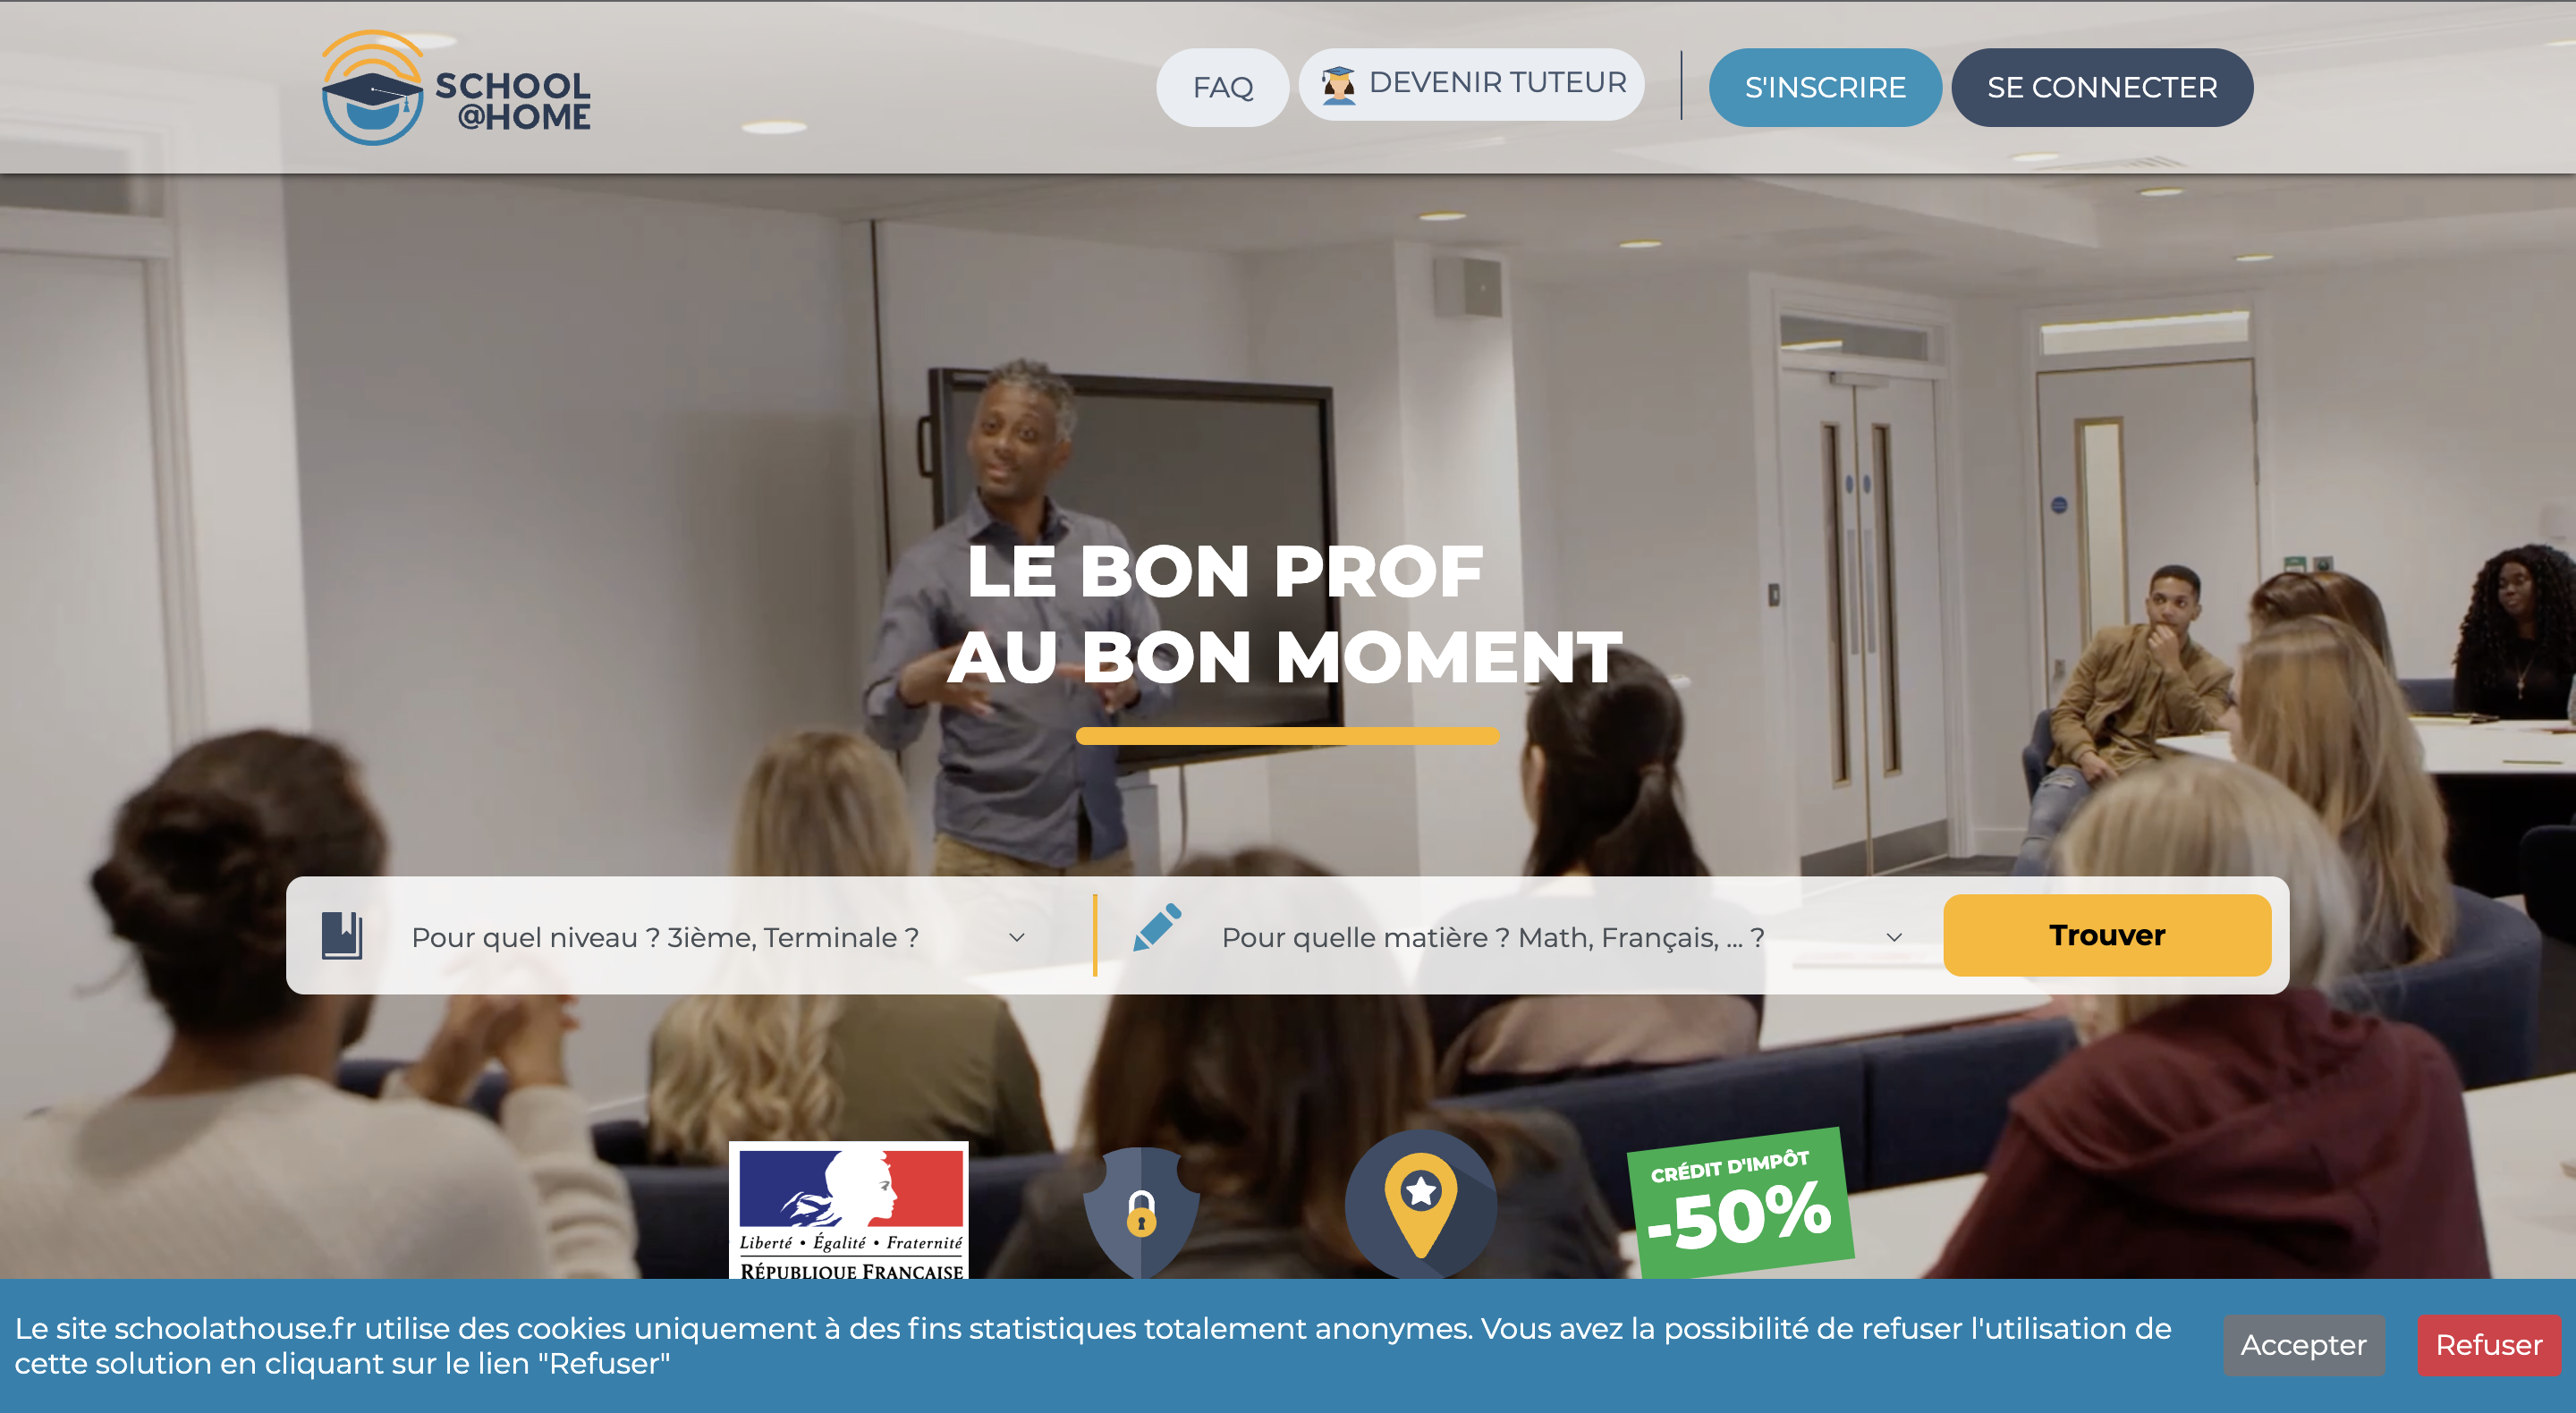 SCHOOL
@HOME
FAQ
DEVENIR TUTEUR
S'INSCRIRE
SE CONNECTER
LE BON PROF
AU BON MOMENT
Pour quel niveau ? 3ième, Terminale ?
Pour quelle matière ? Math, Français, ... ?
Trouver
Liberté • Égalité • Fraternité
RÉPUBLIQUE FRANÇAISE
CRÉDIT D'IMPÔT
-50%
Le site schoolathouse.fr utilise des cookies uniquement à des fins statistiques totalement anonymes. Vous avez la possibilité de refuser l'utilisation de
cette solution en cliquant sur le lien "Refuser"
Accepter
Refuser